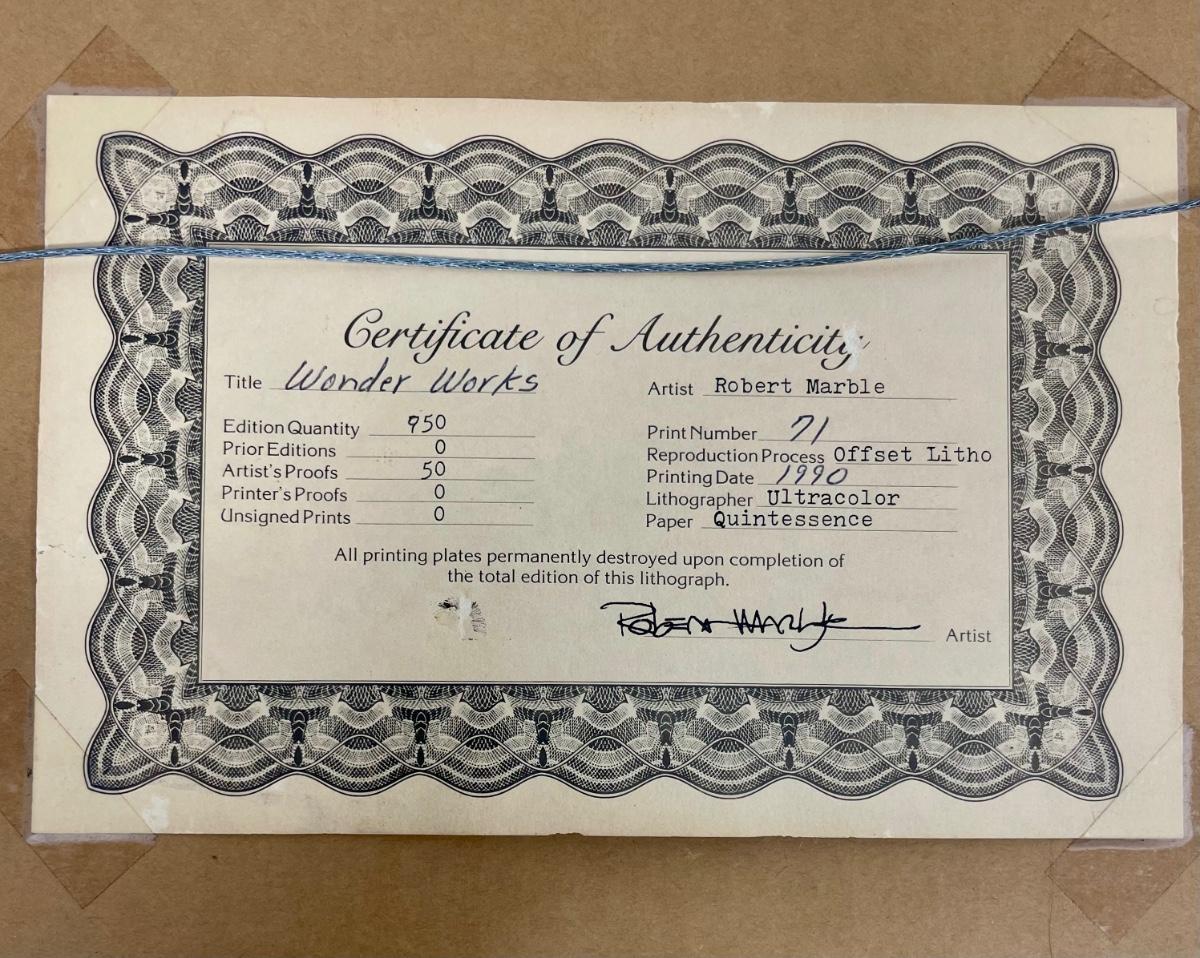 Certificate of Authenticity
Title Wonder Works
Artist Robert Marble
Edition Quantity 950
Prior Editions 0
Artist's Proofs 50
Printer's Proofs 0
Unsigned Prints 0
Print Number 71
Reproduction Process Offset Litho
Printing Date 1990
Lithographer Ultracolor
Paper Quintessence
All printing plates permanently destroyed upon completion of
the total edition of this lithograph.
Robert Marble Artist